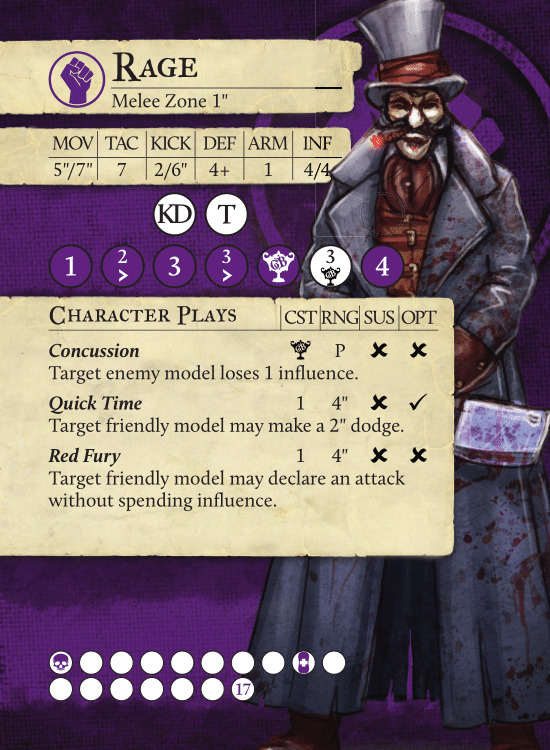 RAGE
Melee Zone 1"
MOV TAC KICK DEF ARM INF
5"/7" 7 2/6" 4+ 1 4/4
KD T
1 2 > 3 3 > GB 3 GB 4
CHARACTER PLAYS CST RNG SUS OPT
Concussion GB P ✘ ✘
Target enemy model loses 1 influence.
Quick Time 1 4" ✘ ✓
Target friendly model may make a 2" dodge.
Red Fury 1 4" ✘ ✘
Target friendly model may declare an attack
without spending influence.
17